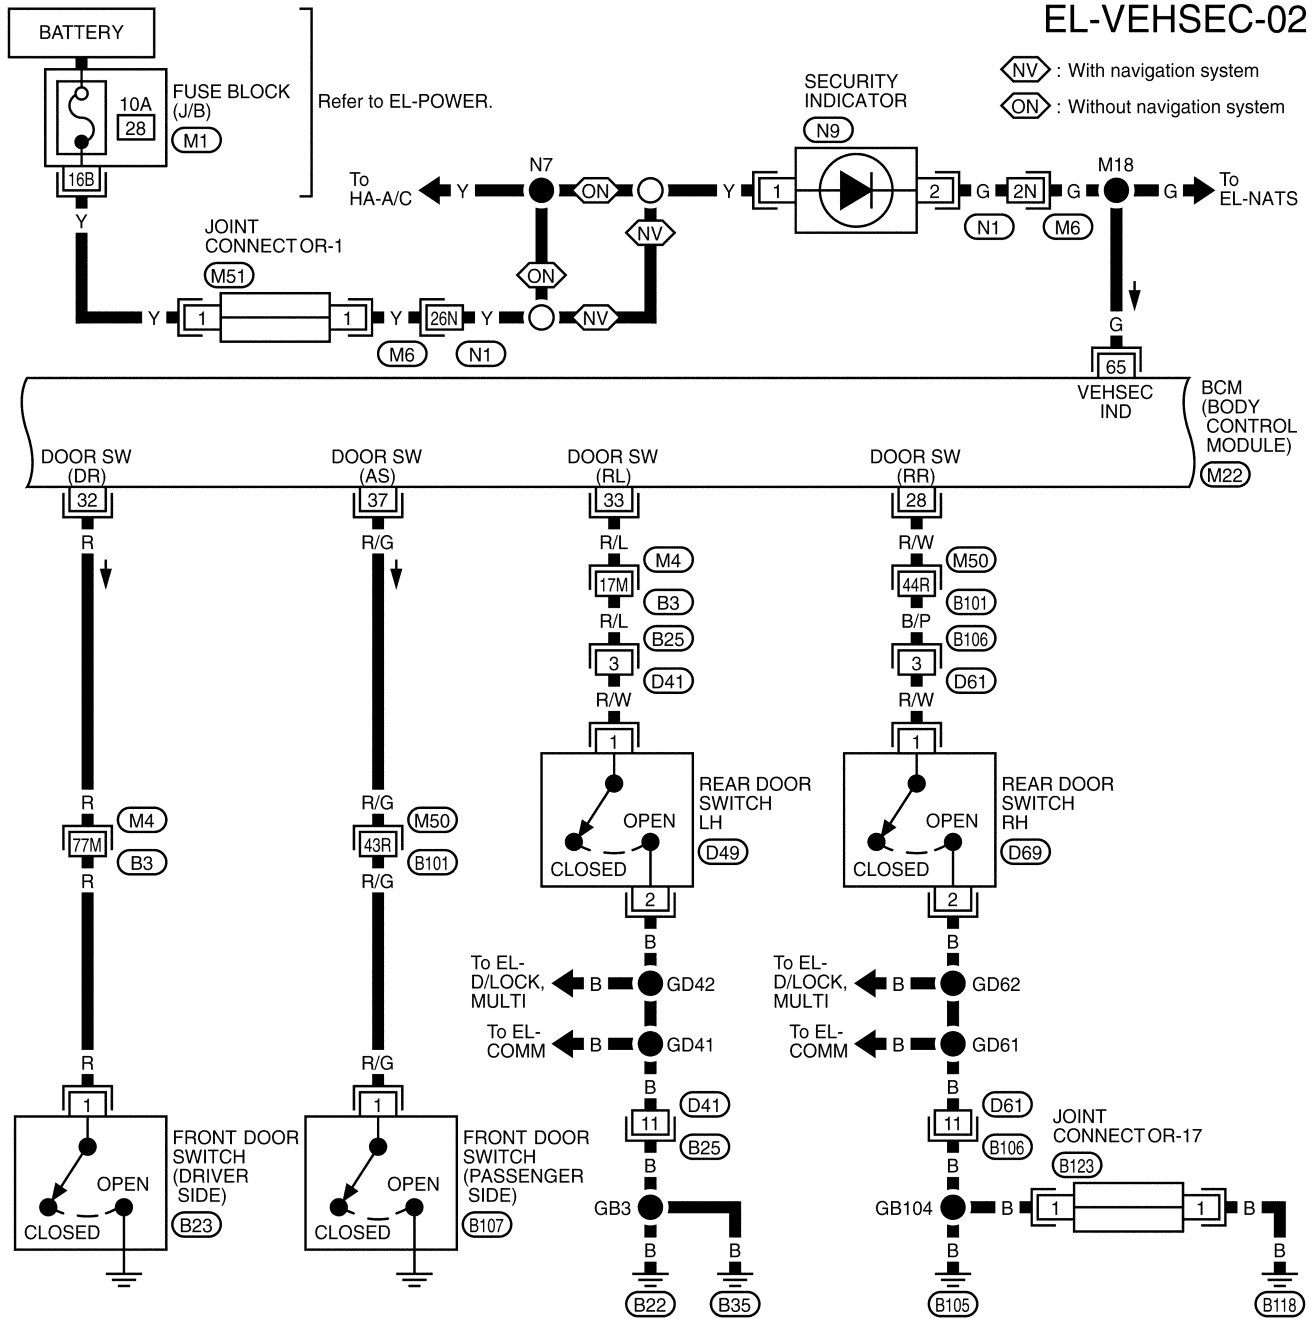 EL-VEHSEC-02
BATTERY
NV : With navigation system
ON : Without navigation system
10A
28
FUSE BLOCK
(J/B)
M1
Refer to EL-POWER.
16B
Y
SECURITY
INDICATOR
N9
To
HA-A/C
Y
N7
ON
Y
1
2
G
2N
G
M18
G
To
EL-NATS
N1
M6
NV
ON
JOINT
CONNECTOR-1
M51
Y
1
1
Y
26N
Y
NV
M6
N1
G
65
VEHSEC
IND
BCM
(BODY
CONTROL
MODULE)
M22
DOOR SW
(DR)
32
DOOR SW
(AS)
37
DOOR SW
(RL)
33
DOOR SW
(RR)
28
R
R/G
R/L
R/W
M4
17M
B3
R/L
B25
3
D41
R/W
1
M50
44R
B101
B/P
B106
3
D61
R/W
1
REAR DOOR
SWITCH
LH
D49
OPEN
CLOSED
2
REAR DOOR
SWITCH
RH
D69
OPEN
CLOSED
2
R
M4
77M
B3
R
R/G
M50
43R
B101
R/G
B
To EL-
D/LOCK,
MULTI
B
GD42
To EL-
COMM
B
GD41
B
B
To EL-
D/LOCK,
MULTI
B
GD62
To EL-
COMM
B
GD61
B
R
1
R/G
1
D41
11
B25
B
D61
11
B106
B
JOINT
CONNECTOR-17
B123
FRONT DOOR
SWITCH
(DRIVER
SIDE)
B23
OPEN
CLOSED
FRONT DOOR
SWITCH
(PASSENGER
SIDE)
B107
OPEN
CLOSED
GB3
B
B
B22
B35
GB104
B
1
1
B
B
B
B105
B118